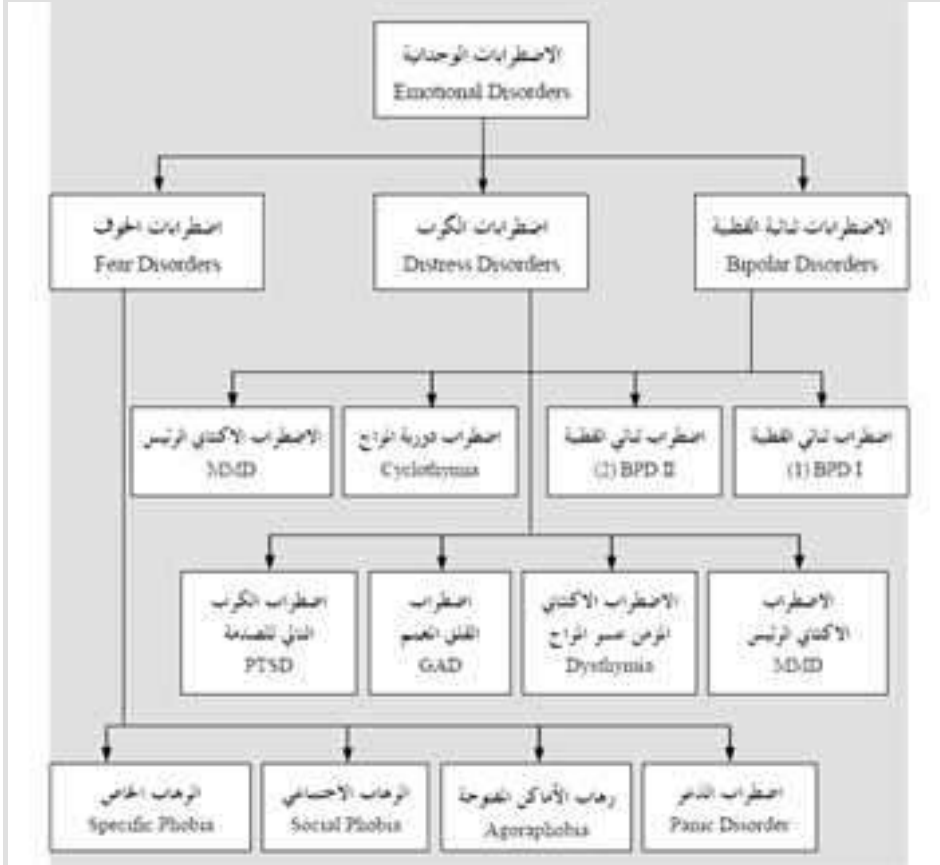 الاضطرابات الوجدانية
Emotional Disorders
الاضطرابات ثنائية القطبية
Bipolar Disorders
اضطرابات الكرب
Distress Disorders
اضطرابات الخوف
Fear Disorders
اضطراب ثنائي القطبية
(1) BPD I
اضطراب ثنائي القطبية
(2) BPD II
اضطراب دورية المزاج
Cyclothymia
الاضطراب الاكتئابي الرئيس
MMD
الاضطراب
الاكتئابي الرئيس
MMD
الاضطراب الاكتئابي
المزمن عسر المزاج
Dysthymia
اضطراب
القلق المعمم
GAD
اضطراب الكرب
التالي للصدمة
PTSD
اضطراب الذعر
Panic Disorder
رهاب الأماكن المفتوحة
Agoraphobia
الرهاب الاجتماعي
Social Phobia
الرهاب الخاص
Specific Phobia